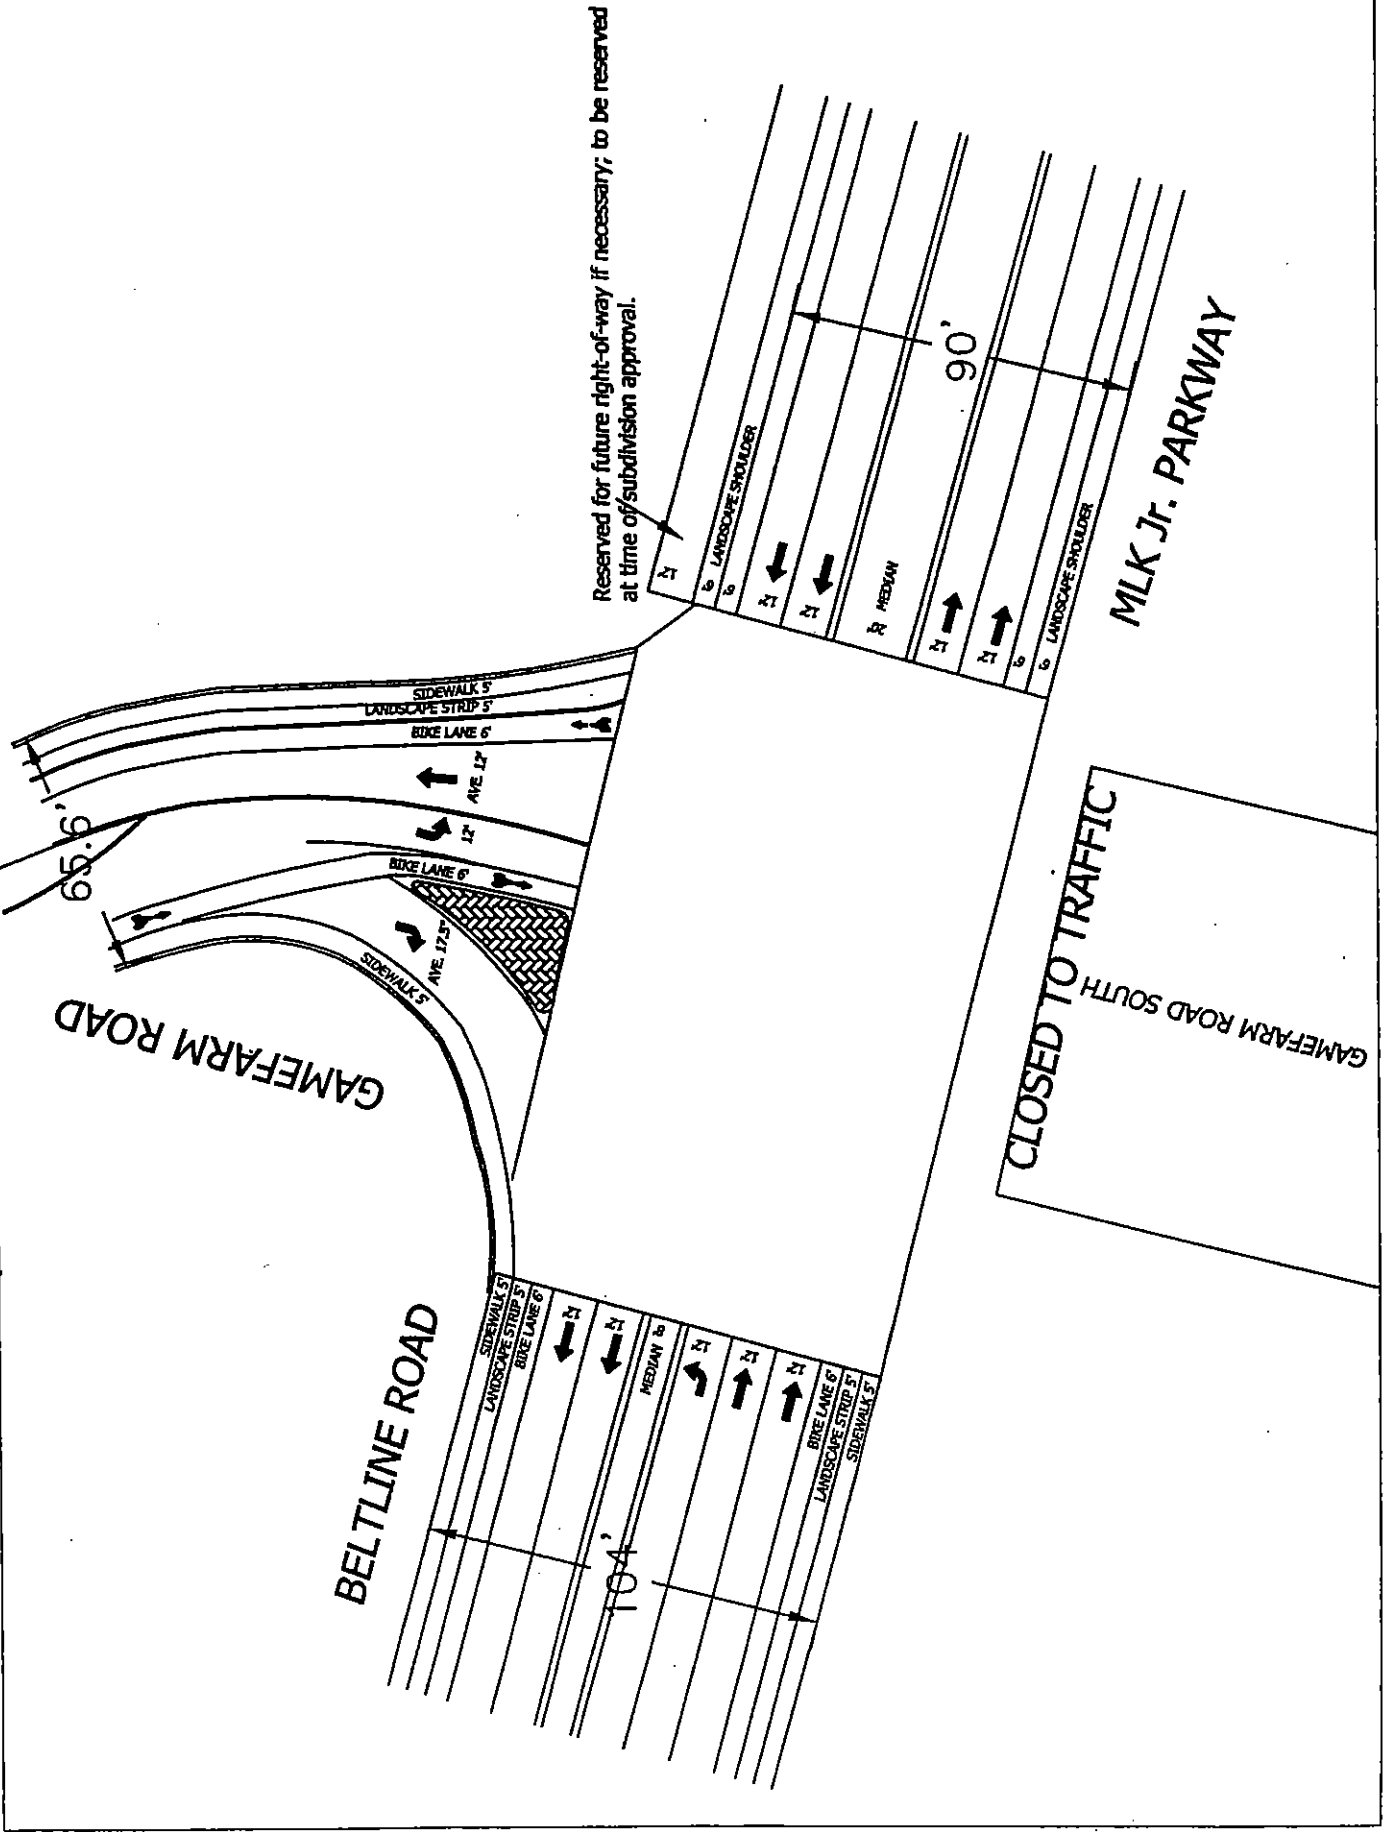 Reserved for future right-of-way if necessary; to be reserved
at time of subdivision approval.
65.6'
GAMEFARM ROAD
SIDEWALK 5'
LANDSCAPE STRIP 5'
BIKE LANE 6'
AVE. 12'
12'
BIKE LANE 6'
AVE. 17.5'
SIDEWALK 5'
12'
6' LANDSCAPE SHOULDER
6'
12'
12'
MEDIAN
12'
12'
6'
6' LANDSCAPE SHOULDER
90'
MLK Jr. PARKWAY
BELTLINE ROAD
SIDEWALK 5'
LANDSCAPE STRIP 5'
BIKE LANE 6'
12'
12'
MEDIAN 8'
12'
12'
12'
BIKE LANE 6'
LANDSCAPE STRIP 5'
SIDEWALK 5'
104'
CLOSED TO TRAFFIC
GAMEFARM ROAD SOUTH